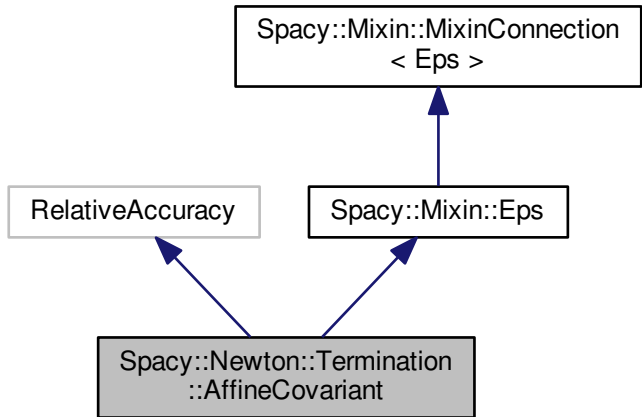 Spacy::Mixin::MixinConnection
< Eps >
RelativeAccuracy
Spacy::Mixin::Eps
Spacy::Newton::Termination
::AffineCovariant